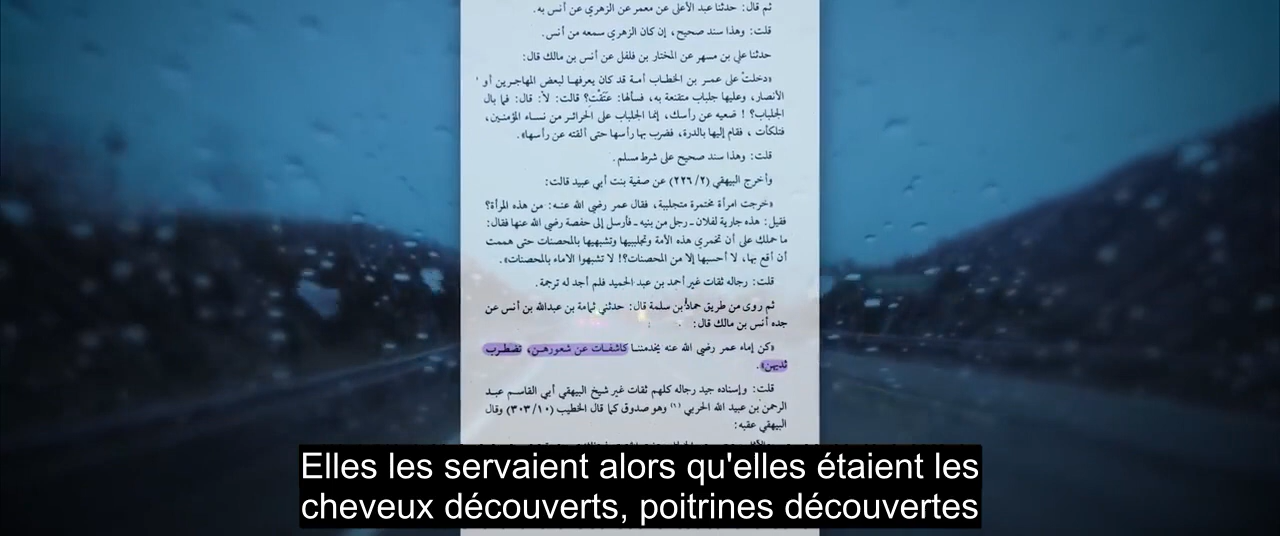 ثم قال: حدثنا عبد الأعلى عن معمر عن الزهري عن أنس به.
قلت: وهذا سند صحيح، إن كان الزهري سمعه من أنس.
حدثنا علي بن مسهر عن المختار بن فلفل عن أنس بن مالك قال:
«دخلتْ على عمر بن الخطاب أمة قد كان يعرفها لبعض المهاجرين أو
الأنصار، وعليها جلباب متقنعة به، فسألها: عَتَقْتِ؟ قالت: لا: قال: فما بال
الجلباب؟! ضعيه عن رأسك، إنما الجلباب على الحرائر من نساء المؤمنين،
فتلكأت، فقام إليها بالدرة، فضرب بها رأسها حتى ألقته عن رأسها».
قلت: وهذا سند صحيح على شرط مسلم.
وأخرج البيهقي (٢/ ٢٢٦) عن صفية بنت أبي عبيد قالت:
«خرجت امرأة مختمرة متجلببة، فقال عمر رضي الله عنه: من هذه المرأة؟
فقيل: هذه جارية لفلان ـ رجل من بنيه ـ فأرسل إلى حفصة رضي الله عنها فقال:
ما حملك على أن تخمري هذه الأمة وتجلببيها وتشبهيها بالمحصنات حتى هممت
أن أقع بها، لا أحسبها إلا من المحصنات؟! لا تشبهوا الاماء بالمحصنات».
قلت: رجاله ثقات غير أحمد بن عبد الحميد فلم أجد له ترجمة.
ثم روى من طريق حماد بن سلمة قال: حدثني ثمامة بن عبدالله بن أنس عن
جده أنس بن مالك قال:
«كن إماء عمر رضي الله عنه يخدمننا كاشفات عن شعورهن، تضطرب
ثديهن».
قلت: وإسناده جيد رجاله كلهم ثقات غير شيخ البيهقي أبي القاسم عبد
الرحمن بن عبيد الله الحربي (١) وهو صدوق كما قال الخطيب (١٠/ ٣٠٣) وقال
البيهقي عقبه:
Elles les servaient alors qu'elles étaient les
cheveux découverts, poitrines découvertes